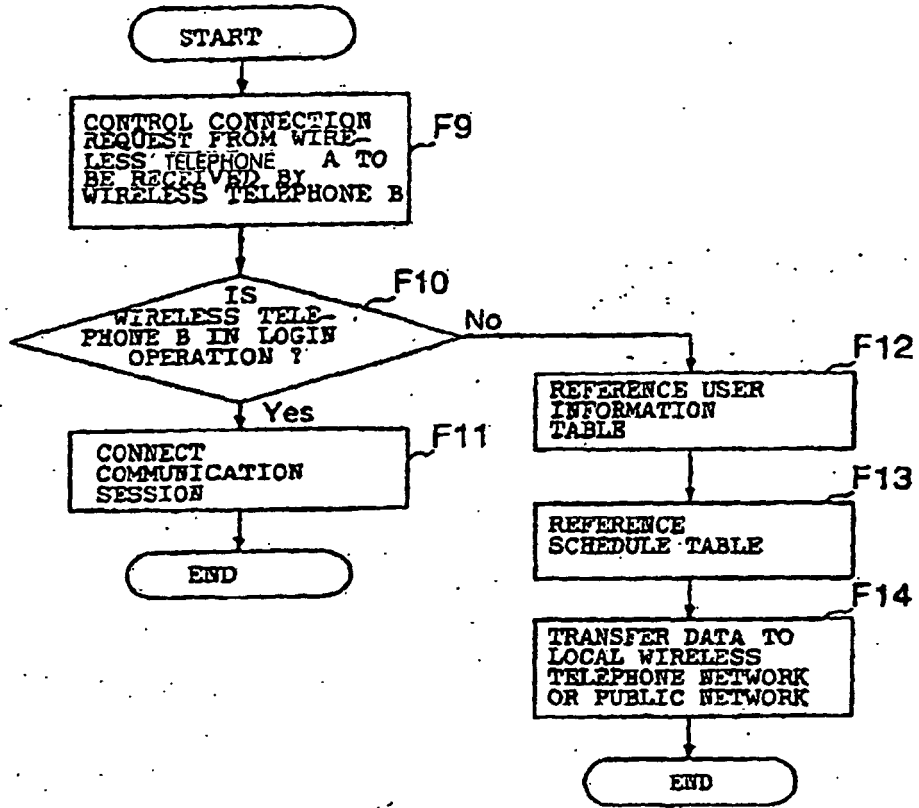 START
CONTROL CONNECTION
REQUEST FROM WIRE-
LESS TELEPHONE A TO
BE RECEIVED BY
WIRELESS TELEPHONE B
F9
IS
WIRELESS TELE-
PHONE B IN LOGIN
OPERATION ?
F10
No
Yes
CONNECT
COMMUNICATION
SESSION
F11
END
REFERENCE USER
INFORMATION
TABLE
F12
REFERENCE
SCHEDULE TABLE
F13
TRANSFER DATA TO
LOCAL WIRELESS
TELEPHONE NETWORK
OR PUBLIC NETWORK
F14
END